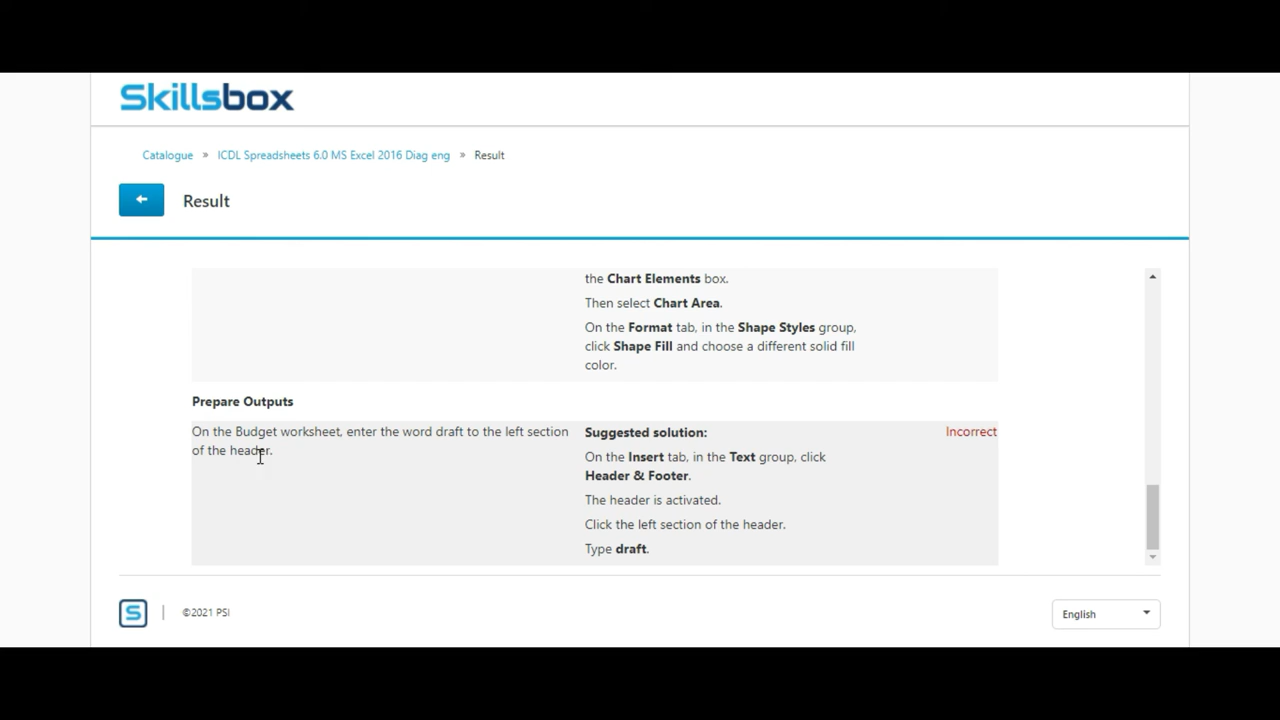 Skillsbox
Catalogue » ICDL Spreadsheets 6.0 MS Excel 2016 Diag eng » Result
Result
the Chart Elements box.
Then select Chart Area.
On the Format tab, in the Shape Styles group,
click Shape Fill and choose a different solid fill
color.
Prepare Outputs
On the Budget worksheet, enter the word draft to the left section
of the header.
Suggested solution:
Incorrect
On the Insert tab, in the Text group, click
Header & Footer.
The header is activated.
Click the left section of the header.
Type draft.
S | ©2021 PSI
English